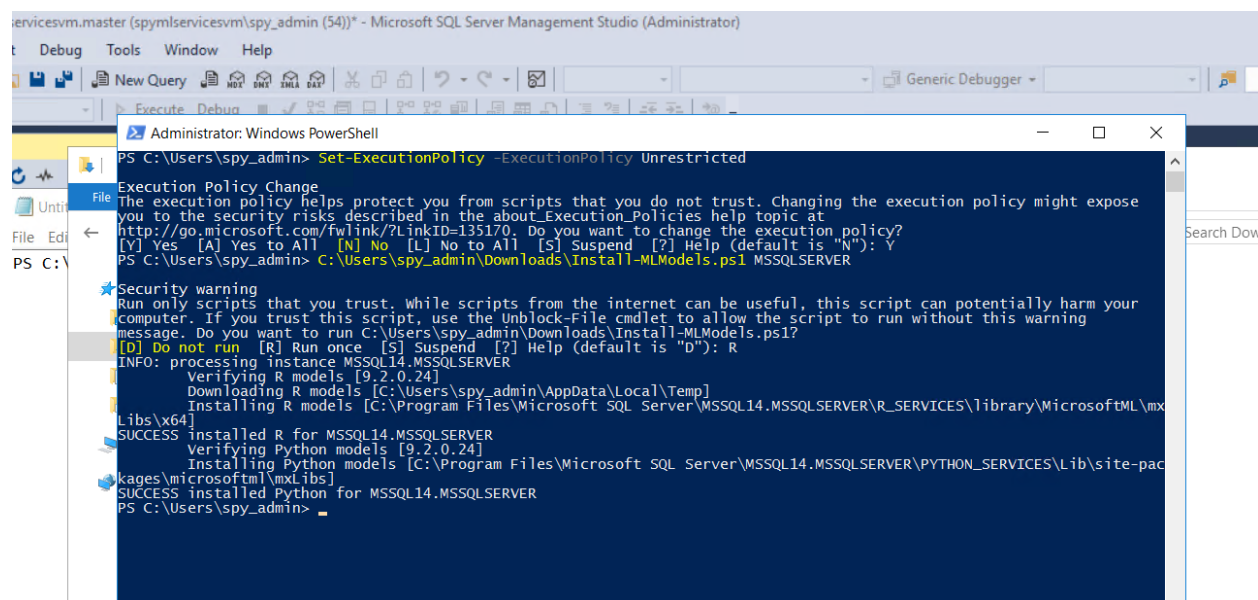 ervicesvm.master (spymlservicesvm\spy_admin (54))* - Microsoft SQL Server Management Studio (Administrator)
t Debug Tools Window Help
New Query MDX DMX XMLA DAX Generic Debugger
Execute Debug
Administrator: Windows PowerShell
PS C:\Users\spy_admin> Set-ExecutionPolicy -ExecutionPolicy Unrestricted
Execution Policy Change
File The execution policy helps protect you from scripts that you do not trust. Changing the execution policy might expose
Untit you to the security risks described in the about_Execution_Policies help topic at
File Edi http://go.microsoft.com/fwlink/?LinkID=135170. Do you want to change the execution policy? Search Dow
[Y] Yes [A] Yes to All [N] No [L] No to All [S] Suspend [?] Help (default is "N"): Y
PS C:\ PS C:\Users\spy_admin> C:\Users\spy_admin\Downloads\Install-MLModels.ps1 MSSQLSERVER
Security warning
Run only scripts that you trust. While scripts from the internet can be useful, this script can potentially harm your
computer. If you trust this script, use the Unblock-File cmdlet to allow the script to run without this warning
message. Do you want to run C:\Users\spy_admin\Downloads\Install-MLModels.ps1?
[D] Do not run [R] Run once [S] Suspend [?] Help (default is "D"): R
INFO: processing instance MSSQL14.MSSQLSERVER
Verifying R models [9.2.0.24]
Downloading R models [C:\Users\spy_admin\AppData\Local\Temp]
Installing R models [C:\Program Files\Microsoft SQL Server\MSSQL14.MSSQLSERVER\R_SERVICES\library\MicrosoftML\mx
Libs\x64]
SUCCESS installed R for MSSQL14.MSSQLSERVER
Verifying Python models [9.2.0.24]
Installing Python models [C:\Program Files\Microsoft SQL Server\MSSQL14.MSSQLSERVER\PYTHON_SERVICES\Lib\site-pac
kages\microsoftml\mxLibs]
SUCCESS installed Python for MSSQL14.MSSQLSERVER
PS C:\Users\spy_admin>